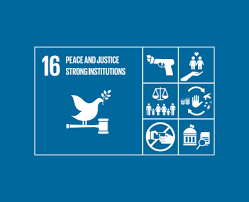 16 PEACE AND JUSTICE
STRONG INSTITUTIONS